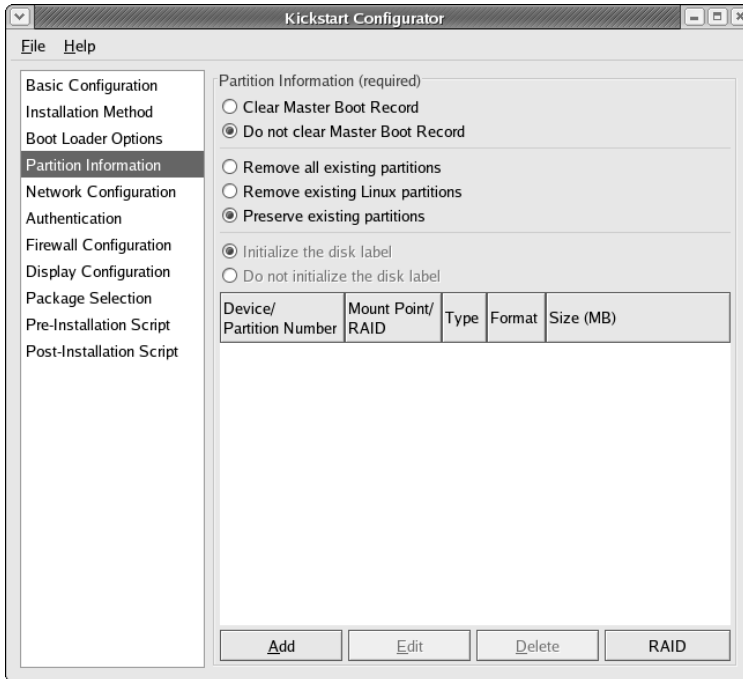 Kickstart Configurator
File Help
Basic Configuration
Installation Method
Boot Loader Options
Partition Information
Network Configuration
Authentication
Firewall Configuration
Display Configuration
Package Selection
Pre-Installation Script
Post-Installation Script
Partition Information (required)
Clear Master Boot Record
Do not clear Master Boot Record
Remove all existing partitions
Remove existing Linux partitions
Preserve existing partitions
Initialize the disk label
Do not initialize the disk label
Device/
Partition Number
Mount Point/
RAID
Type
Format
Size (MB)
Add
Edit
Delete
RAID